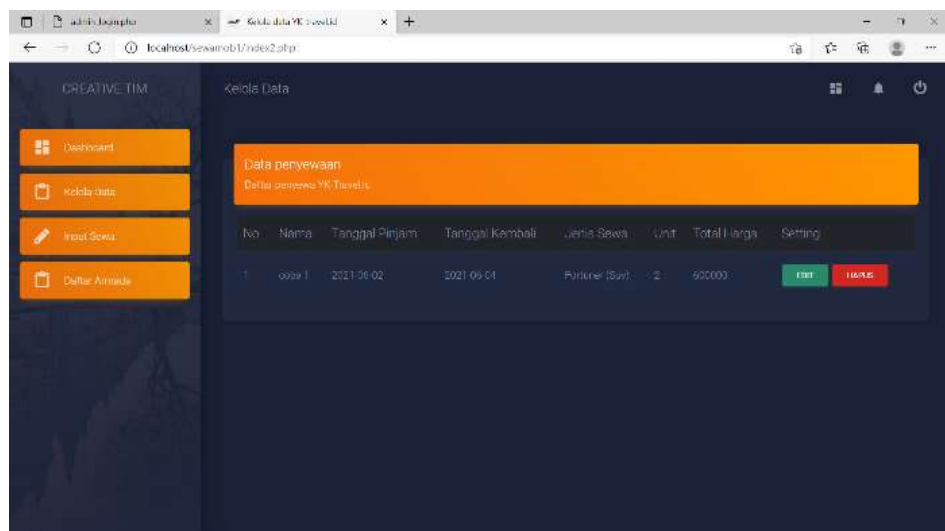 admin_login.php
Kelola data YK travel.id
localhost/sewamob1/index2.php
CREATIVE TIM
Kelola Data
Dashboard
Kelola Data
Input Sewa
Daftar Armada
Data penyewaan
Daftar penyewa YK Travel.id
No Nama Tanggal Pinjam Tanggal Kembali Jenis Sewa Unit Total Harga Setting
1 coba 1 2021-06-02 2021-06-04 Fortuner (Suv) 2 600000 EDIT HAPUS